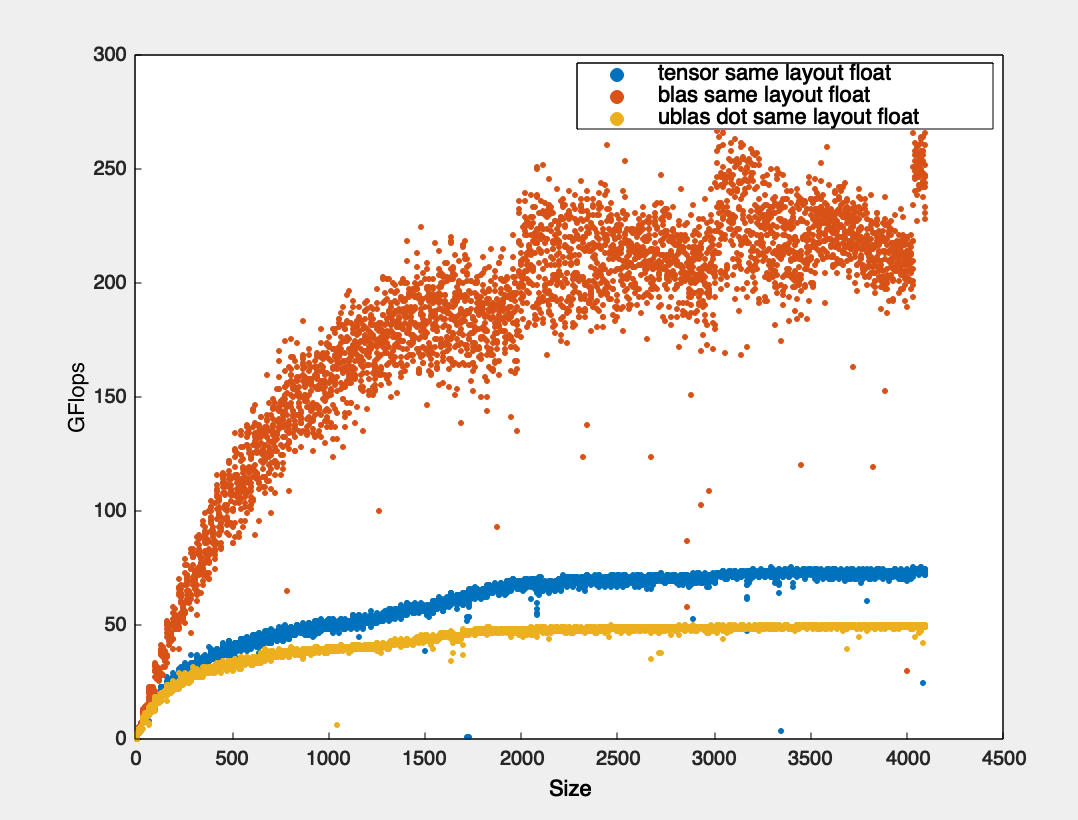 300
250
200
150
100
50
0
GFlops
tensor same layout float
blas same layout float
ublas dot same layout float
0 500 1000 1500 2000 2500 3000 3500 4000 4500
Size